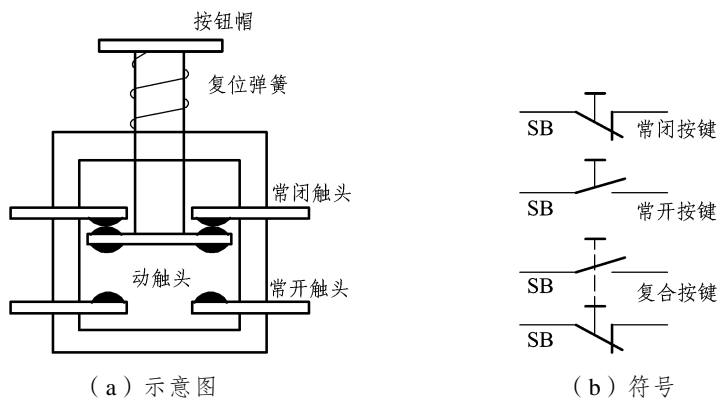 按钮帽
复位弹簧
常闭触头
动触头
常开触头
(a)示意图
SB
常闭按键
SB
常开按键
SB
复合按键
SB
(b)符号